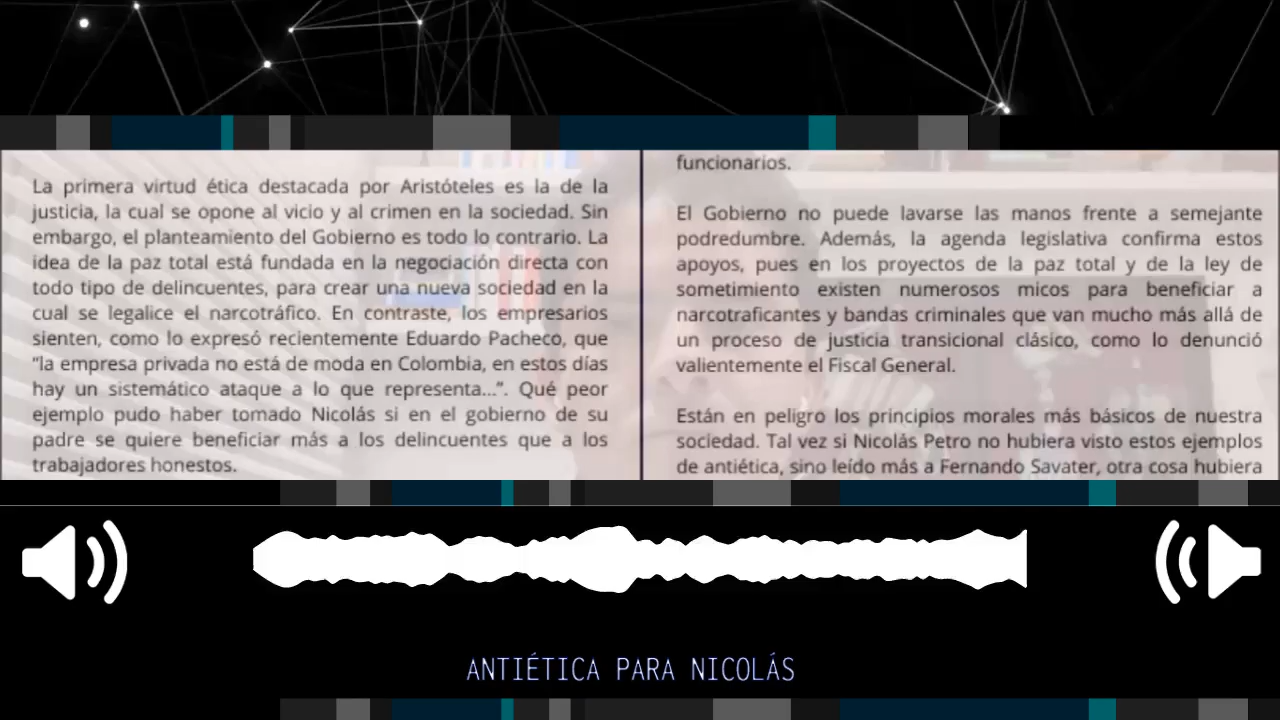 La primera virtud ética destacada por Aristóteles es la de la
justicia, la cual se opone al vicio y al crimen en la sociedad. Sin
embargo, el planteamiento del Gobierno es todo lo contrario. La
idea de la paz total está fundada en la negociación directa con
todo tipo de delincuentes, para crear una nueva sociedad en la
cual se legalice el narcotráfico. En contraste, los empresarios
sienten, como lo expresó recientemente Eduardo Pacheco, que
“la empresa privada no está de moda en Colombia, en estos días
hay un sistemático ataque a lo que representa...”. Qué peor
ejemplo pudo haber tomado Nicolás si en el gobierno de su
padre se quiere beneficiar más a los delincuentes que a los
trabajadores honestos.
funcionarios.
El Gobierno no puede lavarse las manos frente a semejante
podredumbre. Además, la agenda legislativa confirma estos
apoyos, pues en los proyectos de la paz total y de la ley de
sometimiento existen numerosos micos para beneficiar a
narcotraficantes y bandas criminales que van mucho más allá de
un proceso de justicia transicional clásico, como lo denunció
valientemente el Fiscal General.
Están en peligro los principios morales más básicos de nuestra
sociedad. Tal vez si Nicolás Petro no hubiera visto estos ejemplos
de antiética, sino leído más a Fernando Savater, otra cosa hubiera
ANTIÉTICA PARA NICOLÁS